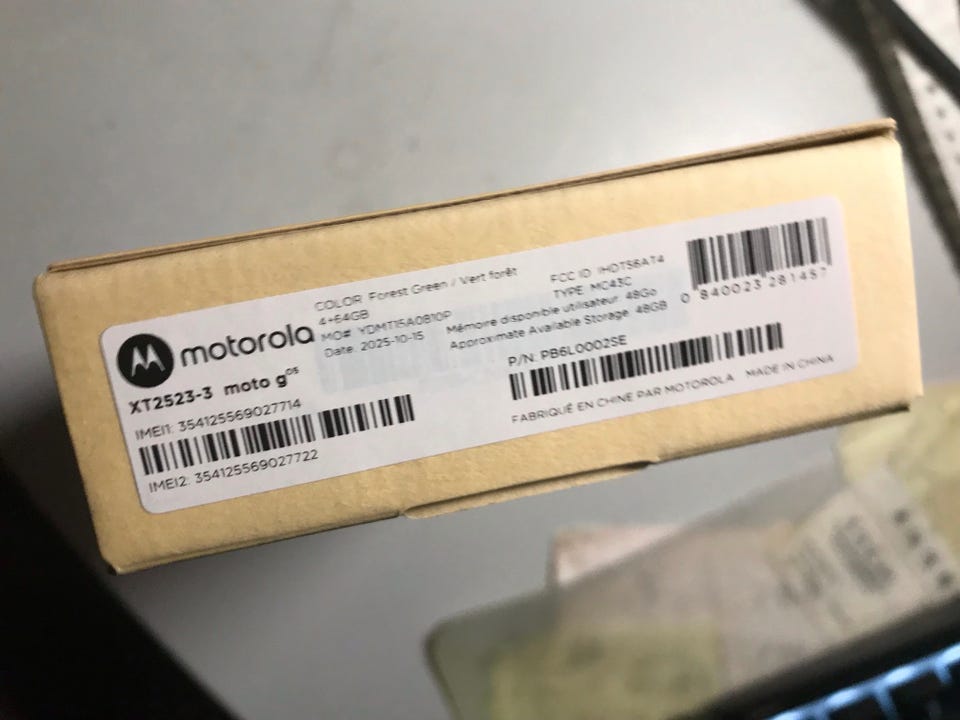 motorola
XT2523-3 moto g05
IMEI1: 354125569027714
IMEI2: 354125569027722
COLOR Forest Green / Vert forêt
4+64GB
MO# YDMT15A0810P
Date: 2025-10-15
FCC ID IHDT56AT4
TYPE: MC43C
Mémoire disponible utilisateur: 48Go
Approximate Available Storage: 48GB
0 840023 281457
P/N: PB6L0002SE
FABRIQUÉ EN CHINE PAR MOTOROLA MADE IN CHINA